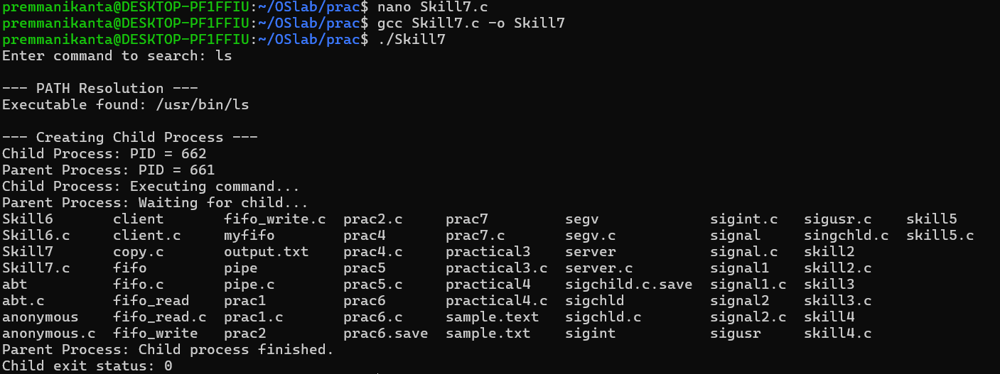 premmanikanta@DESKTOP-PF1FFIU:~/OSlab/prac$ nano Skill7.c
premmanikanta@DESKTOP-PF1FFIU:~/OSlab/prac$ gcc Skill7.c -o Skill7
premmanikanta@DESKTOP-PF1FFIU:~/OSlab/prac$ ./Skill7
Enter command to search: ls
--- PATH Resolution ---
Executable found: /usr/bin/ls
--- Creating Child Process ---
Child Process: PID = 662
Parent Process: PID = 661
Child Process: Executing command...
Parent Process: Waiting for child...
Skill6 client fifo_write.c prac2.c prac7 segv sigint.c sigusr.c skill5
Skill6.c client.c myfifo prac4 prac7.c segv.c signal singchld.c skill5.c
Skill7 copy.c output.txt prac4.c practical3 server signal.c skill2
Skill7.c fifo pipe prac5 practical3.c server.c signal1 skill2.c
abt fifo.c pipe.c prac5.c practical4 sigchild.c.save signal1.c skill3
abt.c fifo_read prac1 prac6 practical4.c sigchld signal2 skill3.c
anonymous fifo_read.c prac1.c prac6.c sample.text sigchld.c signal2.c skill4
anonymous.c fifo_write prac2 prac6.save sample.txt sigint sigusr skill4.c
Parent Process: Child process finished.
Child exit status: 0